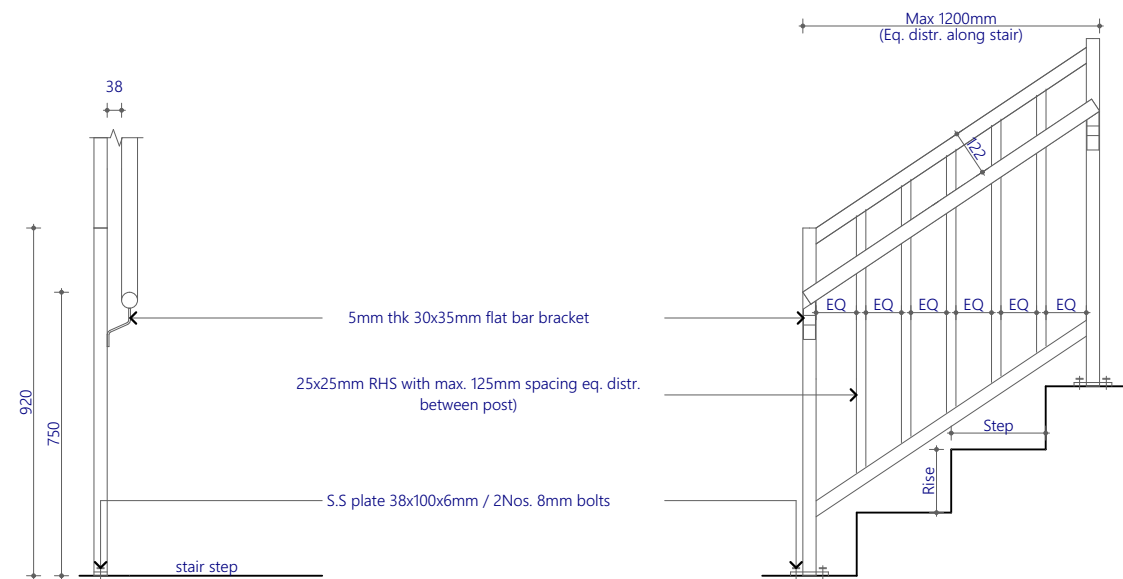 Max 1200mm
(Eq. distr. along stair)
38
122
EQ EQ EQ EQ EQ EQ
5mm thk 30x35mm flat bar bracket
25x25mm RHS with max. 125mm spacing eq. distr.
between post)
920
750
Step
Rise
S.S plate 38x100x6mm / 2Nos. 8mm bolts
stair step